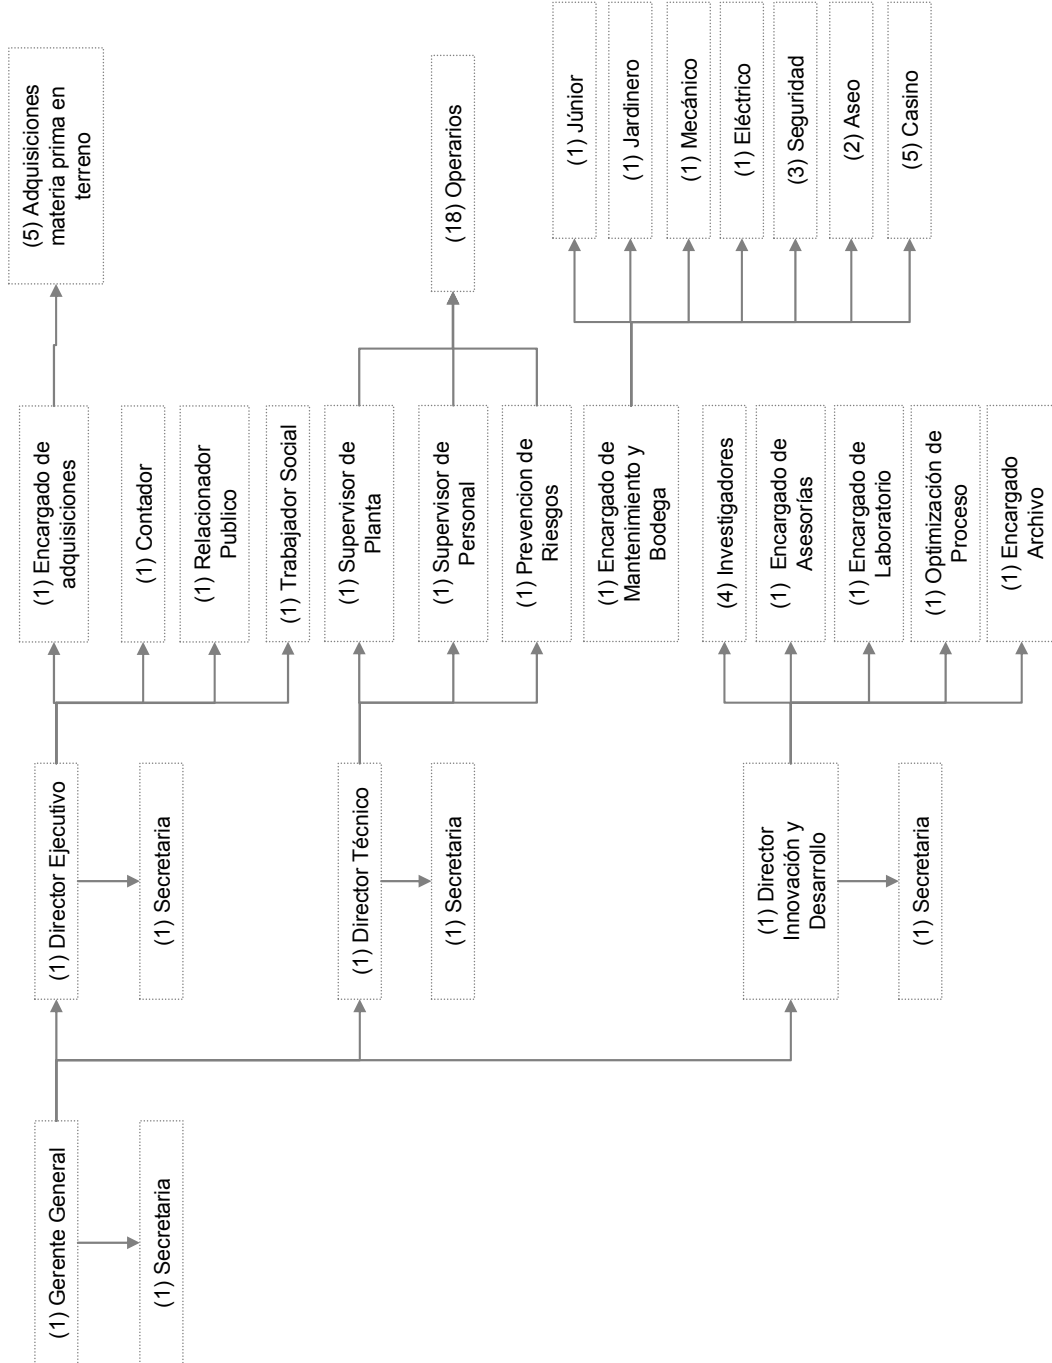 (1) Gerente General
(1) Secretaria
(1) Director Ejecutivo
(1) Secretaria
(1) Director Técnico
(1) Secretaria
(1) Director
Innovación y
Desarrollo
(1) Secretaria
(1) Encargado de
adquisiciones
(1) Contador
(1) Relacionador
Publico
(1) Trabajador Social
(1) Supervisor de
Planta
(1) Supervisor de
Personal
(1) Prevencion de
Riesgos
(1) Encargado de
Mantenimiento y
Bodega
(4) Investigadores
(1) Encargado de
Asesorías
(1) Encargado de
Laboratorio
(1) Optimización de
Proceso
(1) Encargado
Archivo
(5) Adquisiciones
materia prima en
terreno
(18) Operarios
(1) Júnior
(1) Jardinero
(1) Mecánico
(1) Eléctrico
(3) Seguridad
(2) Aseo
(5) Casino